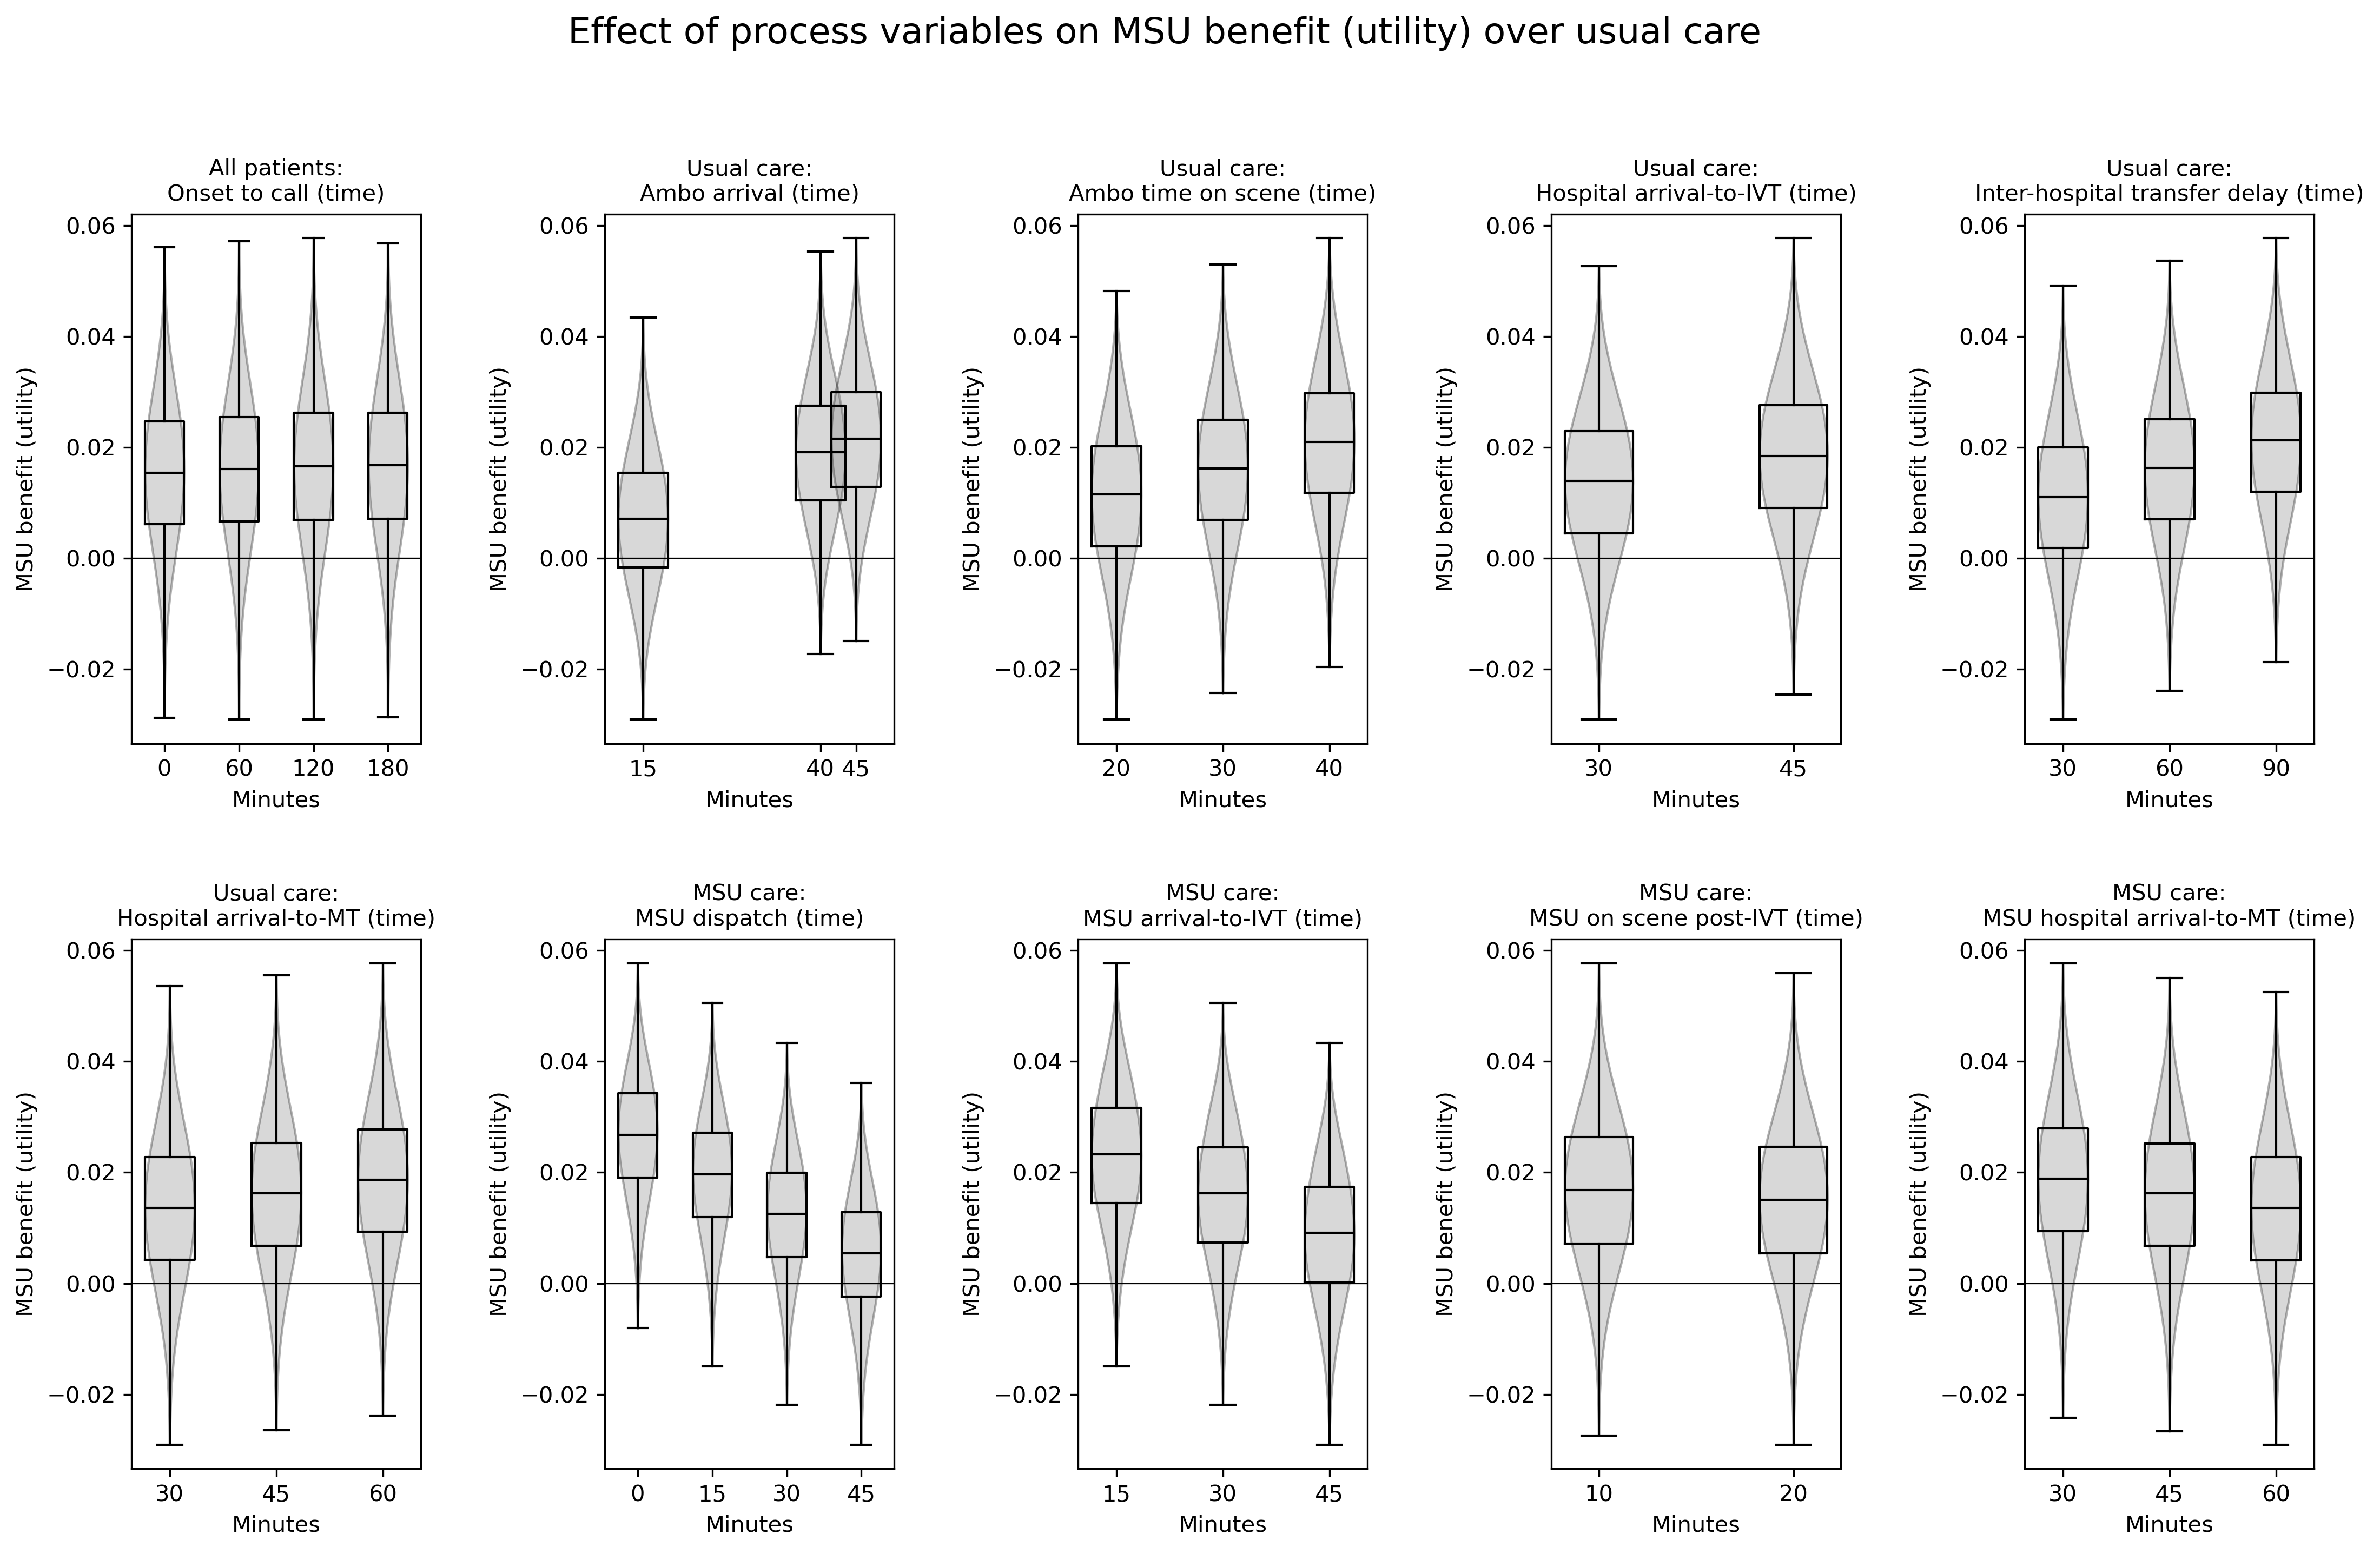 Effect of process variables on MSU benefit (utility) over usual care
All patients:
Onset to call (time)
0.06
0.04
0.02
0.00
−0.02
MSU benefit (utility)
0
60
120
180
Minutes
Usual care:
Ambo arrival (time)
0.06
0.04
0.02
0.00
−0.02
MSU benefit (utility)
15
40
45
Minutes
Usual care:
Ambo time on scene (time)
0.06
0.04
0.02
0.00
−0.02
MSU benefit (utility)
20
30
40
Minutes
Usual care:
Hospital arrival-to-IVT (time)
0.06
0.04
0.02
0.00
−0.02
MSU benefit (utility)
30
45
Minutes
Usual care:
Inter-hospital transfer delay (time)
0.06
0.04
0.02
0.00
−0.02
MSU benefit (utility)
30
60
90
Minutes
Usual care:
Hospital arrival-to-MT (time)
0.06
0.04
0.02
0.00
−0.02
MSU benefit (utility)
30
45
60
Minutes
MSU care:
MSU dispatch (time)
0.06
0.04
0.02
0.00
−0.02
MSU benefit (utility)
0
15
30
45
Minutes
MSU care:
MSU arrival-to-IVT (time)
0.06
0.04
0.02
0.00
−0.02
MSU benefit (utility)
15
30
45
Minutes
MSU care:
MSU on scene post-IVT (time)
0.06
0.04
0.02
0.00
−0.02
MSU benefit (utility)
10
20
Minutes
MSU care:
MSU hospital arrival-to-MT (time)
0.06
0.04
0.02
0.00
−0.02
MSU benefit (utility)
30
45
60
Minutes